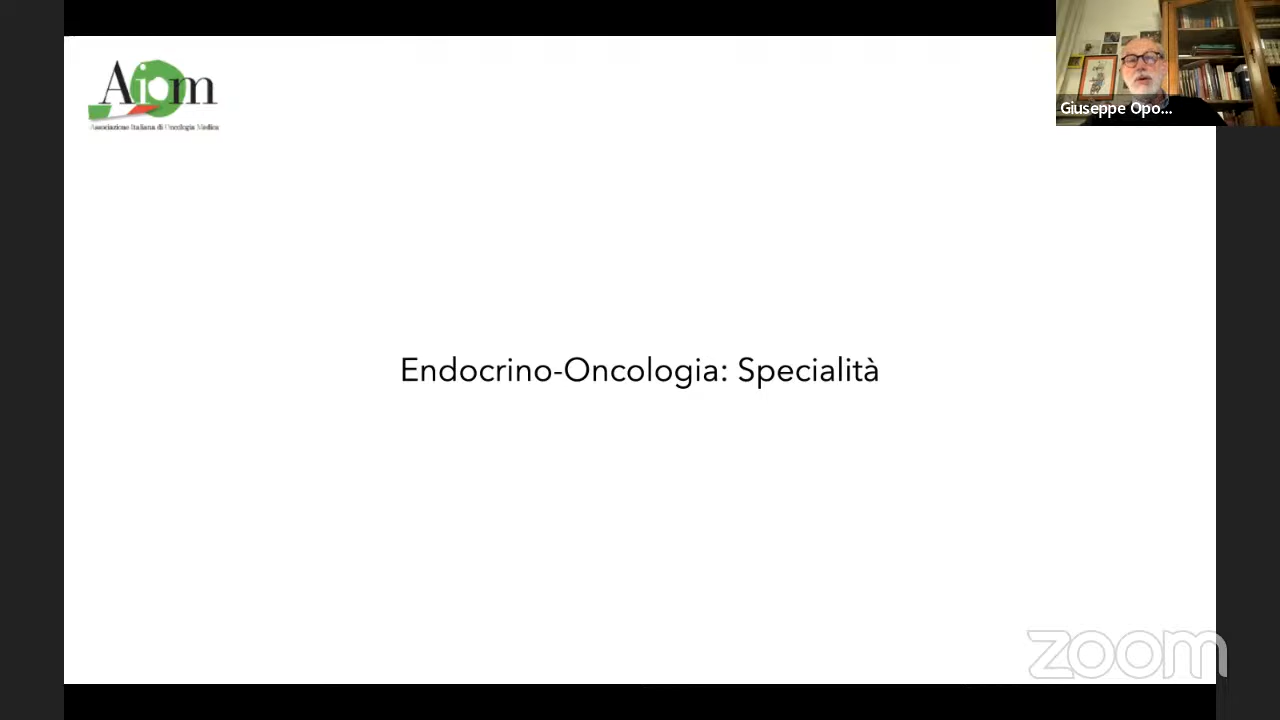 Aiom
Associazione Italiana di Oncologia Medica
Giuseppe Opo...
Endocrino-Oncologia: Specialità
zoom